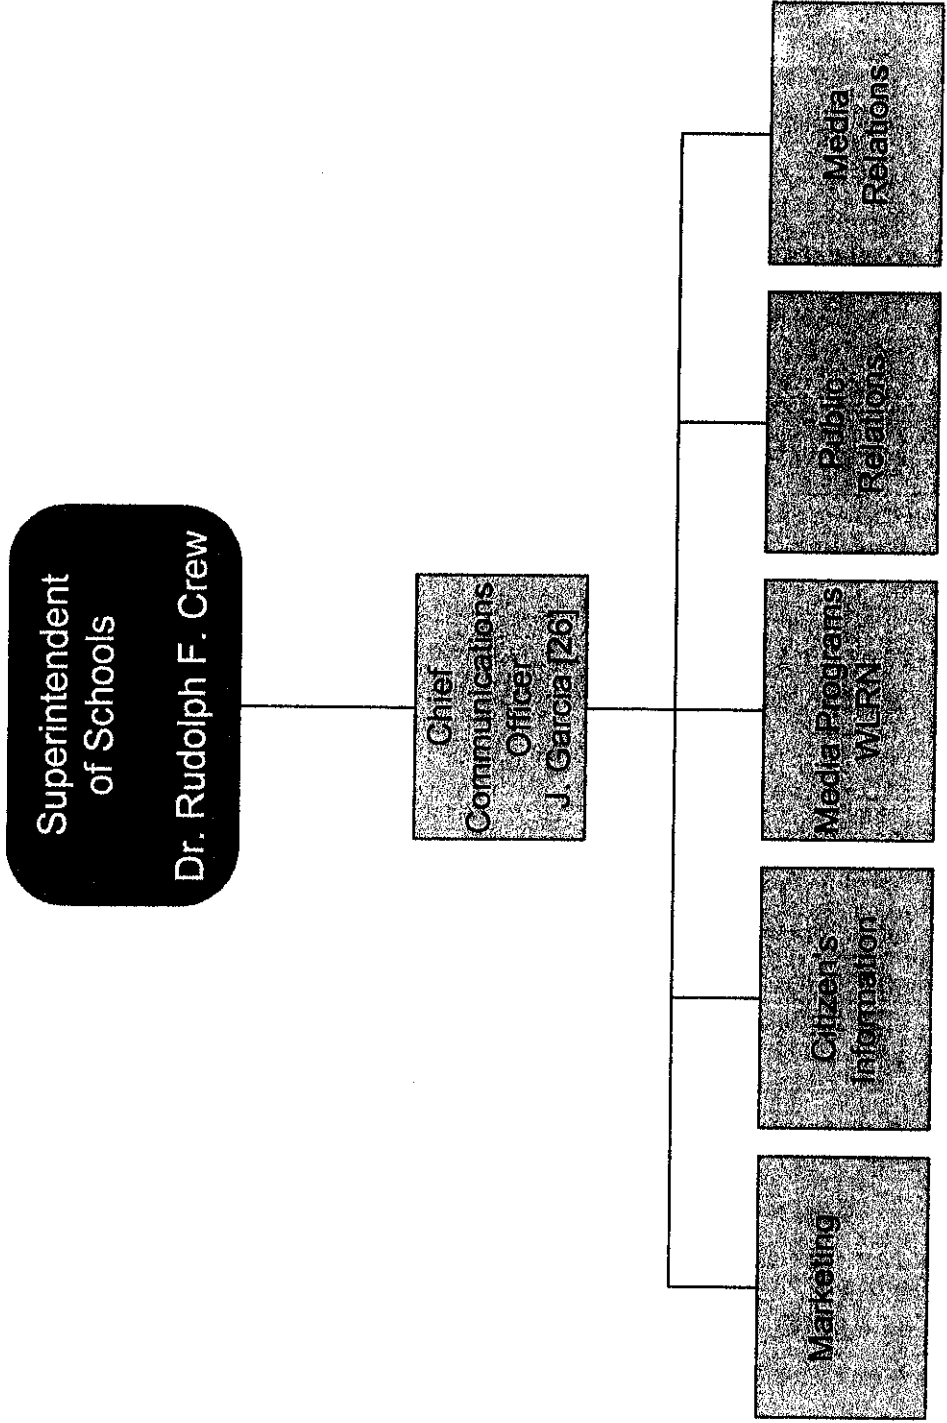 Superintendent
of Schools
Dr. Rudolph F. Crew
Chief
Communications
Officer
J. Garcia [26]
Marketing
Citizen's
Information
Media Programs
WLRN
Public
Relations
Media
Relations